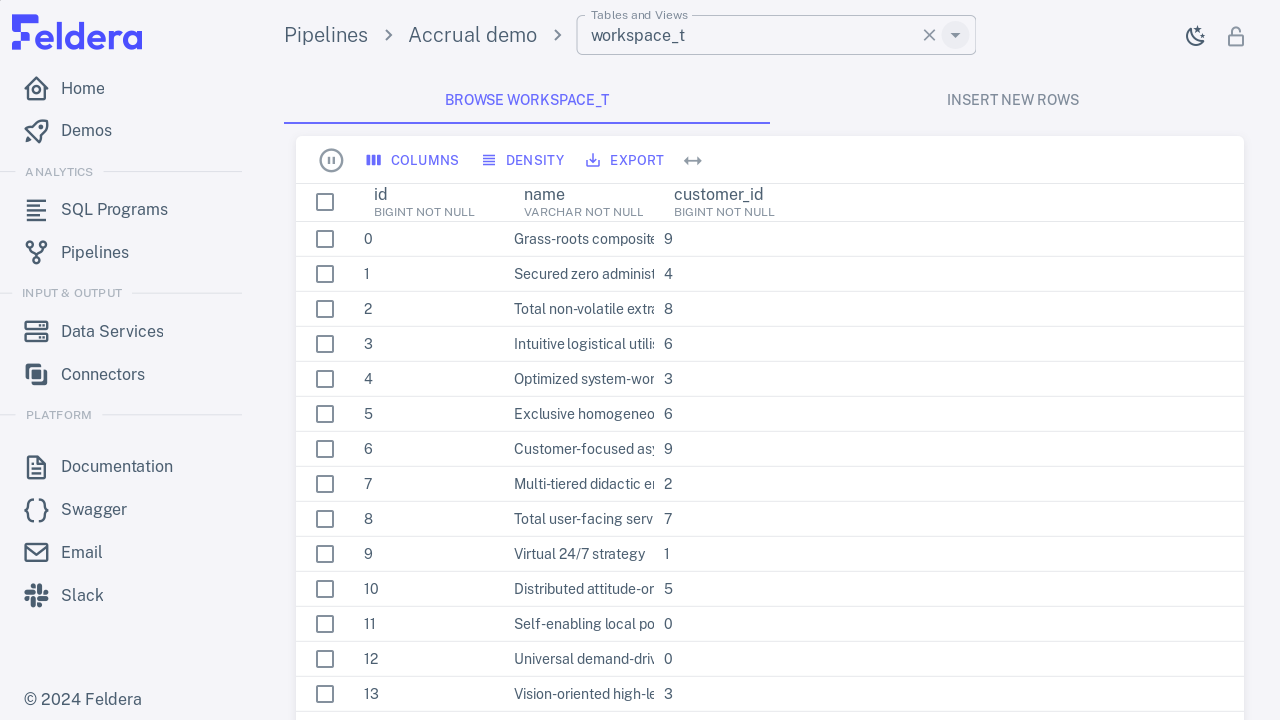 Feldera
Pipelines
Accrual demo
Tables and Views
workspace_t
Home
Demos
ANALYTICS
SQL Programs
Pipelines
INPUT & OUTPUT
Data Services
Connectors
PLATFORM
Documentation
Swagger
Email
Slack
© 2024 Feldera
BROWSE WORKSPACE_T
INSERT NEW ROWS
COLUMNS DENSITY EXPORT
id name customer_id
BIGINT NOT NULL VARCHAR NOT NULL BIGINT NOT NULL
0 Grass-roots composite 9
1 Secured zero administ 4
2 Total non-volatile extra 8
3 Intuitive logistical utilis 6
4 Optimized system-wor 3
5 Exclusive homogeneo 6
6 Customer-focused asy 9
7 Multi-tiered didactic en 2
8 Total user-facing serv 7
9 Virtual 24/7 strategy 1
10 Distributed attitude-or 5
11 Self-enabling local po 0
12 Universal demand-driv 0
13 Vision-oriented high-le 3